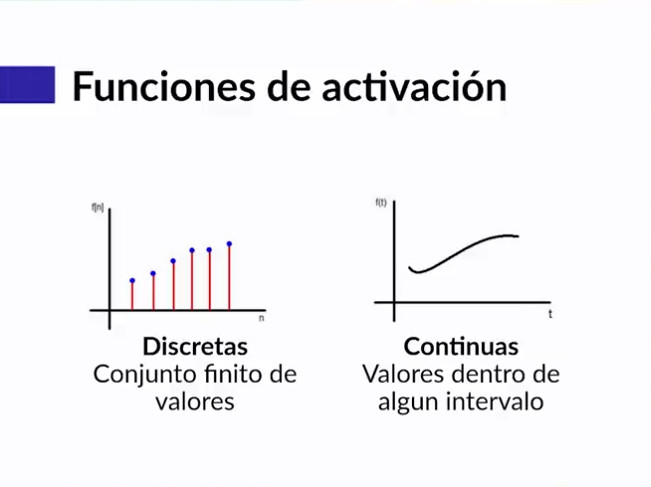 Funciones de activación
f[n]
n
Discretas
Conjunto finito de
valores
f(t)
t
Continuas
Valores dentro de
algun intervalo